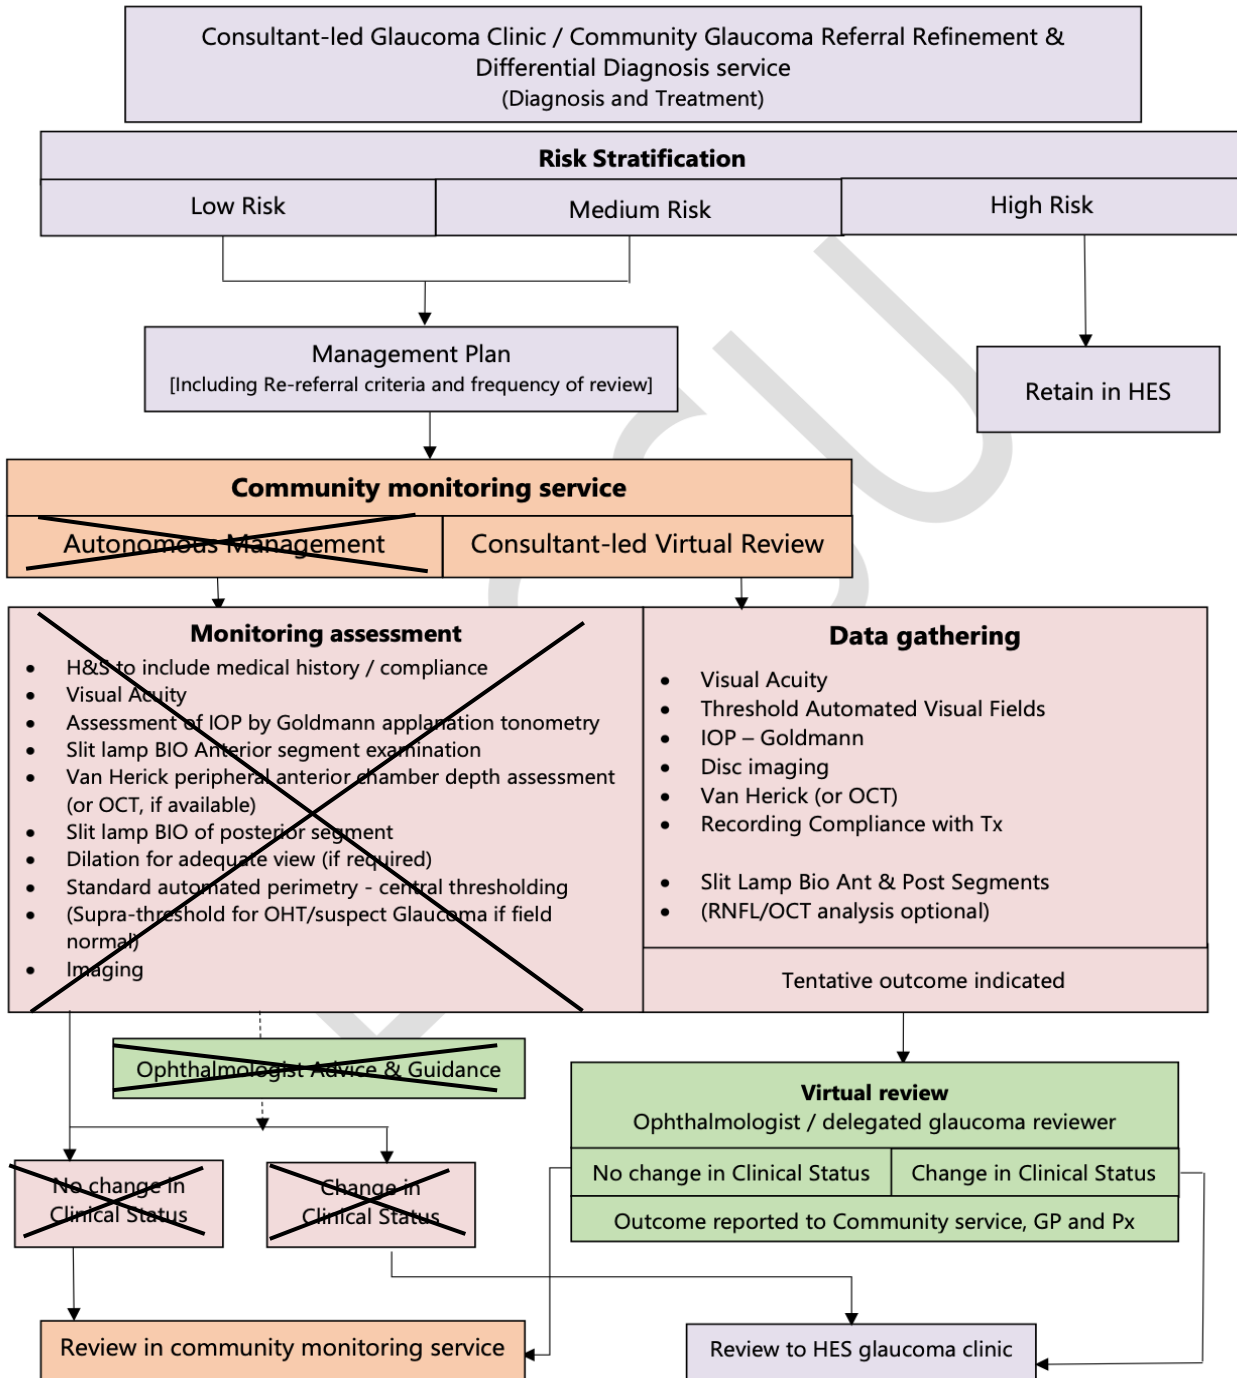 Consultant-led Glaucoma Clinic / Community Glaucoma Referral Refinement &
Differential Diagnosis service
(Diagnosis and Treatment)
Risk Stratification
Low Risk
Medium Risk
High Risk
Management Plan
[Including Re-referral criteria and frequency of review]
Retain in HES
Community monitoring service
Autonomous Management
Consultant-led Virtual Review
Monitoring assessment
• H&S to include medical history / compliance
• Visual Acuity
• Assessment of IOP by Goldmann applanation tonometry
• Slit lamp BIO Anterior segment examination
• Van Herick peripheral anterior chamber depth assessment
(or OCT, if available)
• Slit lamp BIO of posterior segment
• Dilation for adequate view (if required)
• Standard automated perimetry - central thresholding
• (Supra-threshold for OHT/suspect Glaucoma if field
normal)
• Imaging
Data gathering
• Visual Acuity
• Threshold Automated Visual Fields
• IOP – Goldmann
• Disc imaging
• Van Herick (or OCT)
• Recording Compliance with Tx
• Slit Lamp Bio Ant & Post Segments
• (RNFL/OCT analysis optional)
Tentative outcome indicated
Ophthalmologist Advice & Guidance
Virtual review
Ophthalmologist / delegated glaucoma reviewer
No change in Clinical Status
Change in Clinical Status
Outcome reported to Community service, GP and Px
No change in
Clinical Status
Change in
Clinical Status
Review in community monitoring service
Review to HES glaucoma clinic